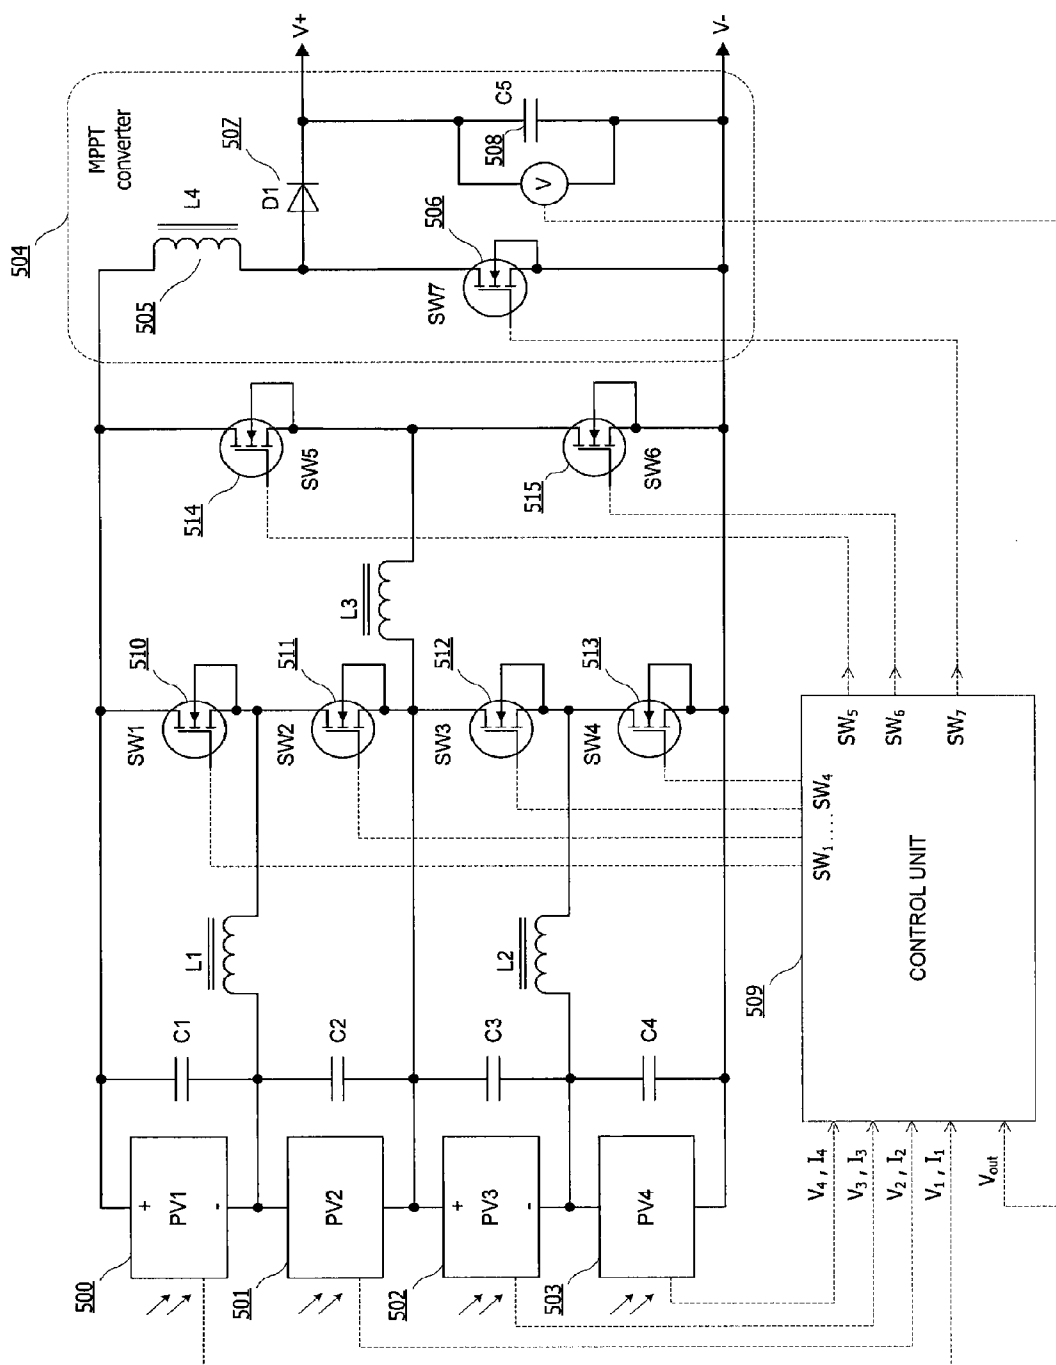 504
MPPT
converter
L4
505
D1
507
V+
SW7
506
V
508
C5
V-
514
SW5
515
SW6
L3
510
SW1
511
SW2
512
SW3
513
SW4
L1
L2
C1
C2
C3
C4
+
PV1
-
500
PV2
501
+
PV3
-
502
PV4
503
509
CONTROL UNIT
SW₁ .... SW₄
SW₅
SW₆
SW₇
V₄ , I₄
V₃ , I₃
V₂ , I₂
V₁ , I₁
Vout